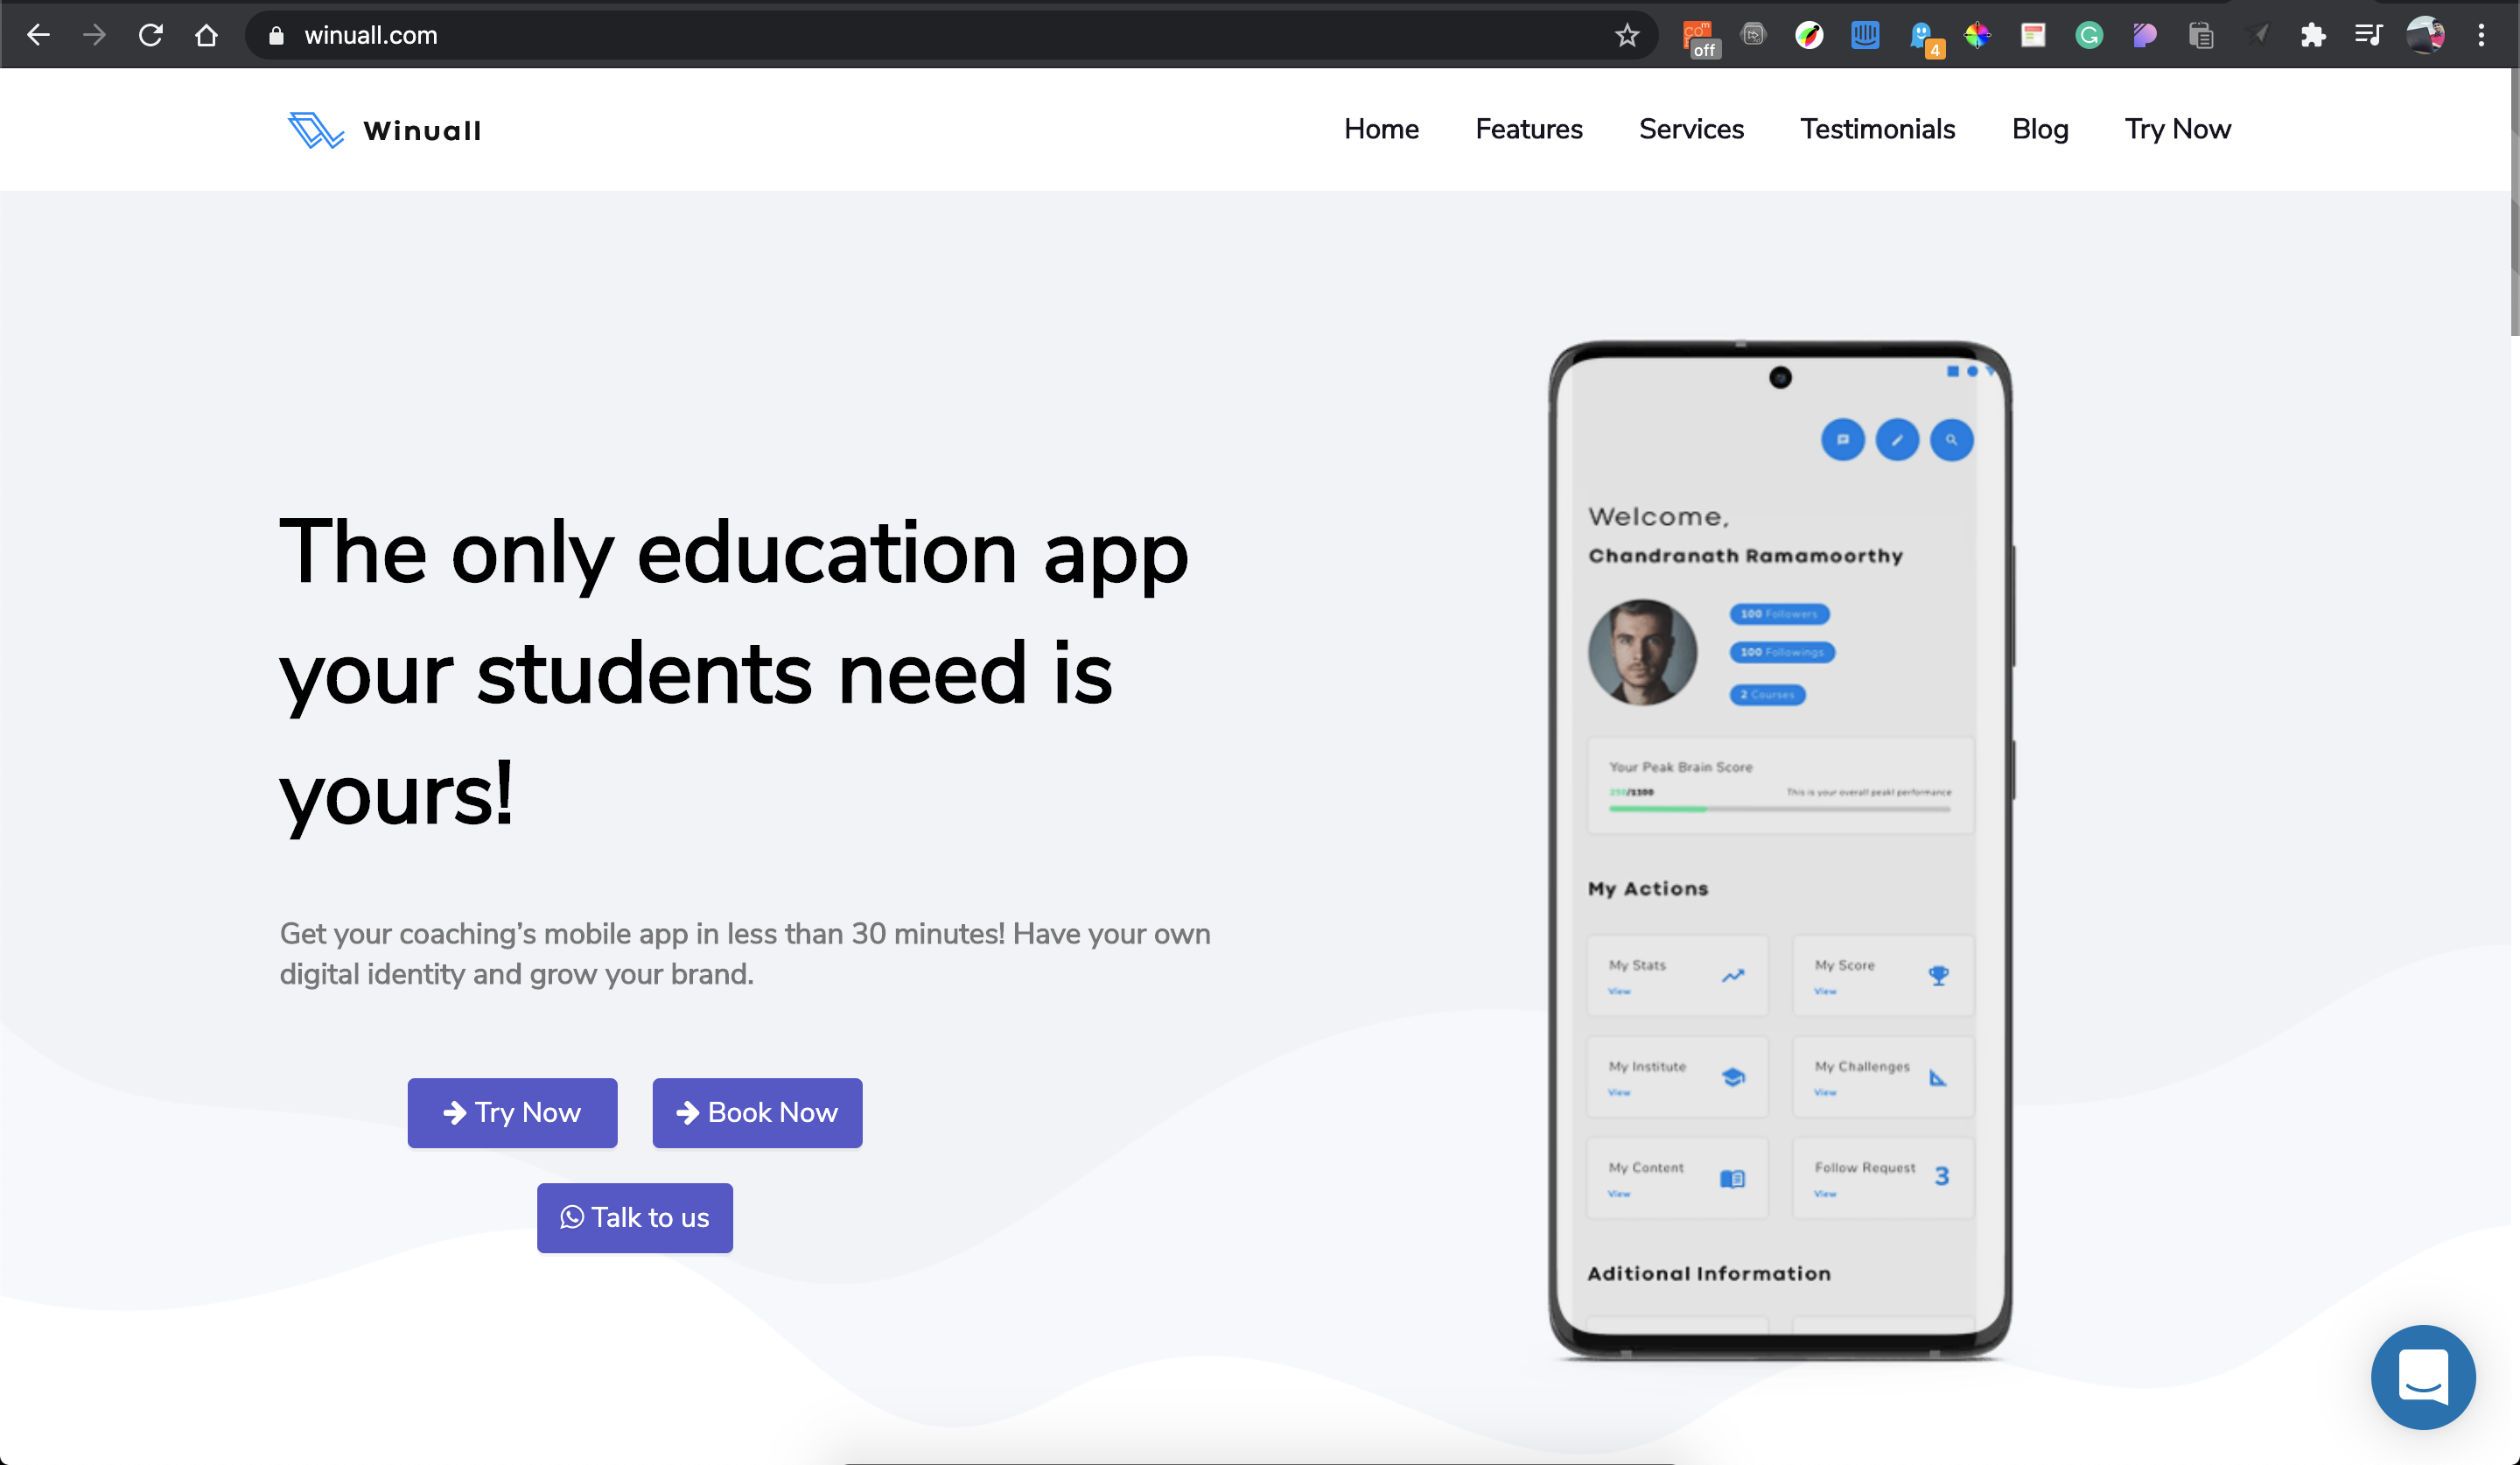 winuall.com
com
off
4
Winuall
Home Features Services Testimonials Blog Try Now
The only education app
your students need is
yours!
Get your coaching’s mobile app in less than 30 minutes! Have your own
digital identity and grow your brand.
Try Now Book Now
Talk to us
Welcome,
Chandranath Ramamoorthy
100 Followers
100 Followings
2 Courses
Your Peak Brain Score
250/1100 This is your overall peakt performance
My Actions
My Stats My Score
View View
My Institute My Challenges
View View
My Content Follow Request 3
View View
Aditional Information